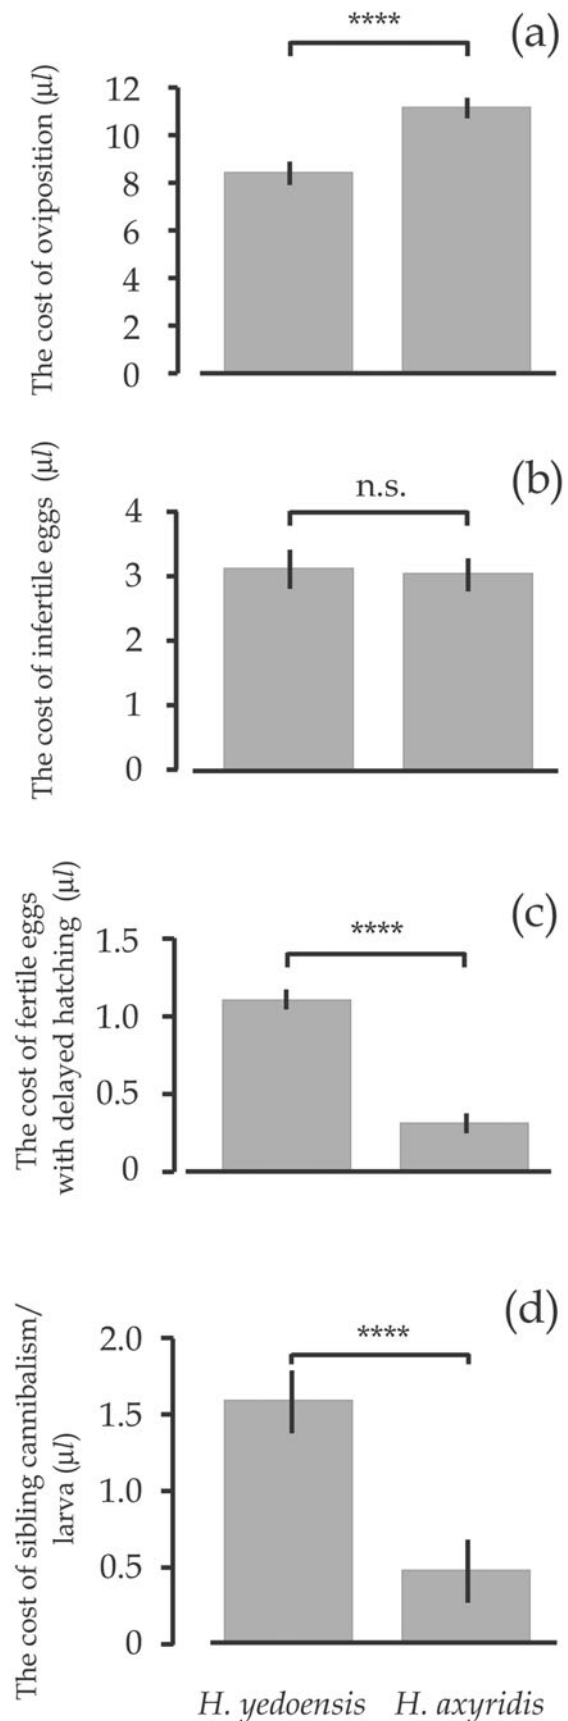 (a)
****
The cost of oviposition (µl)
12
10
8
6
4
2
0
(b)
n.s.
The cost of infertile eggs (µl)
4
3
2
1
0
(c)
****
The cost of fertile eggs
with delayed hatching (µl)
1.5
1.0
0.5
0
(d)
****
The cost of sibling cannibalism/
larva (µl)
2.0
1.5
1.0
0.5
0
H. yedoensis H. axyridis